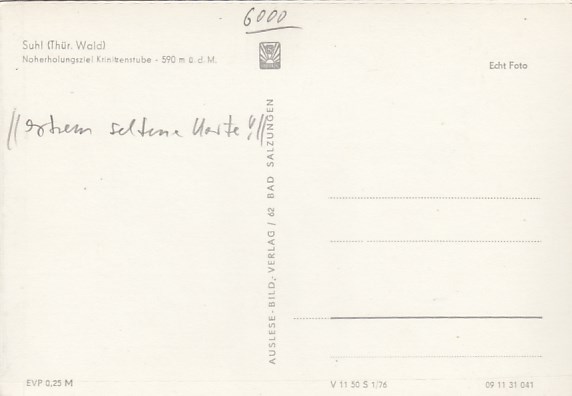 6000
Suhl (Thür. Wald)
Naherholungsziel Krinitzenstube - 590 m ü. d. M.
Echt Foto
!! extrem seltene Karte !!
AUSLESE-BILD-VERLAG / 62 BAD SALZUNGEN
EVP 0,25 M
V 11 50 S 1/76
09 11 31 041